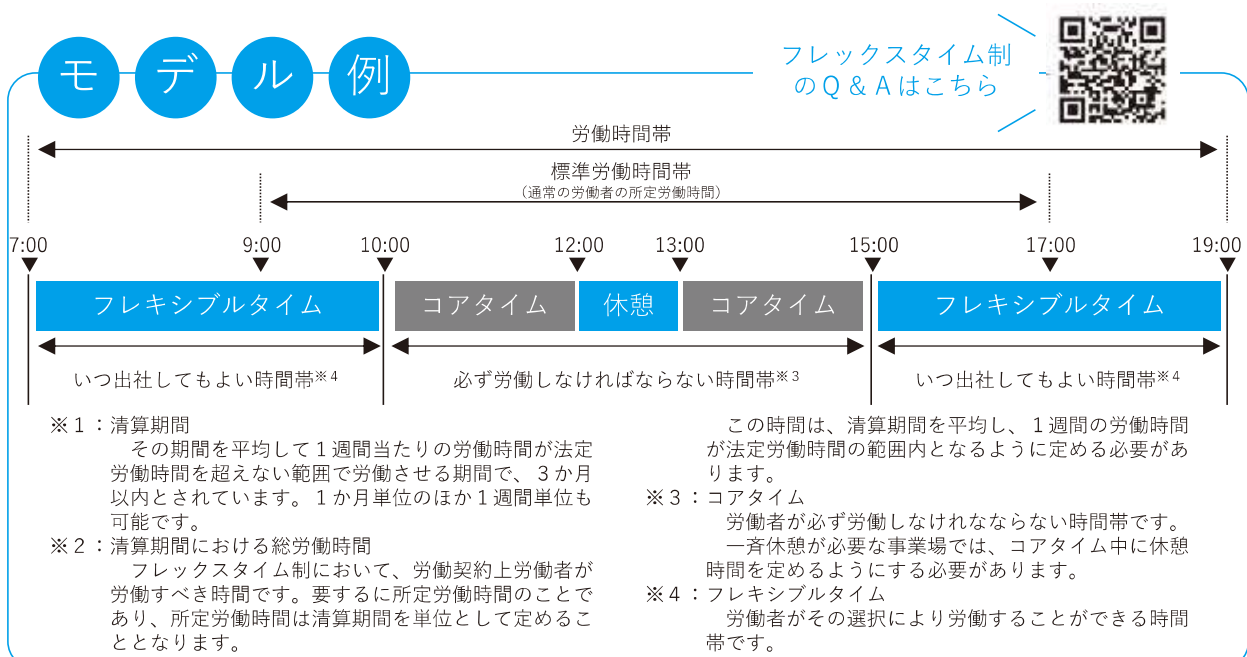 モデル例
フレックスタイム制
のQ&Aはこちら
労働時間帯
標準労働時間帯
(通常の労働者の所定労働時間)
7:00 9:00 10:00 12:00 13:00 15:00 17:00 19:00
フレキシブルタイム コアタイム 休憩 コアタイム フレキシブルタイム
いつ出社してもよい時間帯※4 必ず労働しなければならない時間帯※3 いつ出社してもよい時間帯※4
※1:清算期間
その期間を平均して1週間当たりの労働時間が法定
労働時間を超えない範囲で労働させる期間で、3か月
以内とされています。1か月単位のほか1週間単位も
可能です。
※2:清算期間における総労働時間
フレックスタイム制において、労働契約上労働者が
労働すべき時間です。要するに所定労働時間のことで
あり、所定労働時間は清算期間を単位として定めるこ
ととなります。
この時間は、清算期間を平均し、1週間の労働時間
が法定労働時間の範囲内となるように定める必要があ
ります。
※3:コアタイム
労働者が必ず労働しなけれなならない時間帯です。
一斉休憩が必要な事業場では、コアタイム中に休憩
時間を定めるようにする必要があります。
※4:フレキシブルタイム
労働者がその選択により労働することができる時間
帯です。